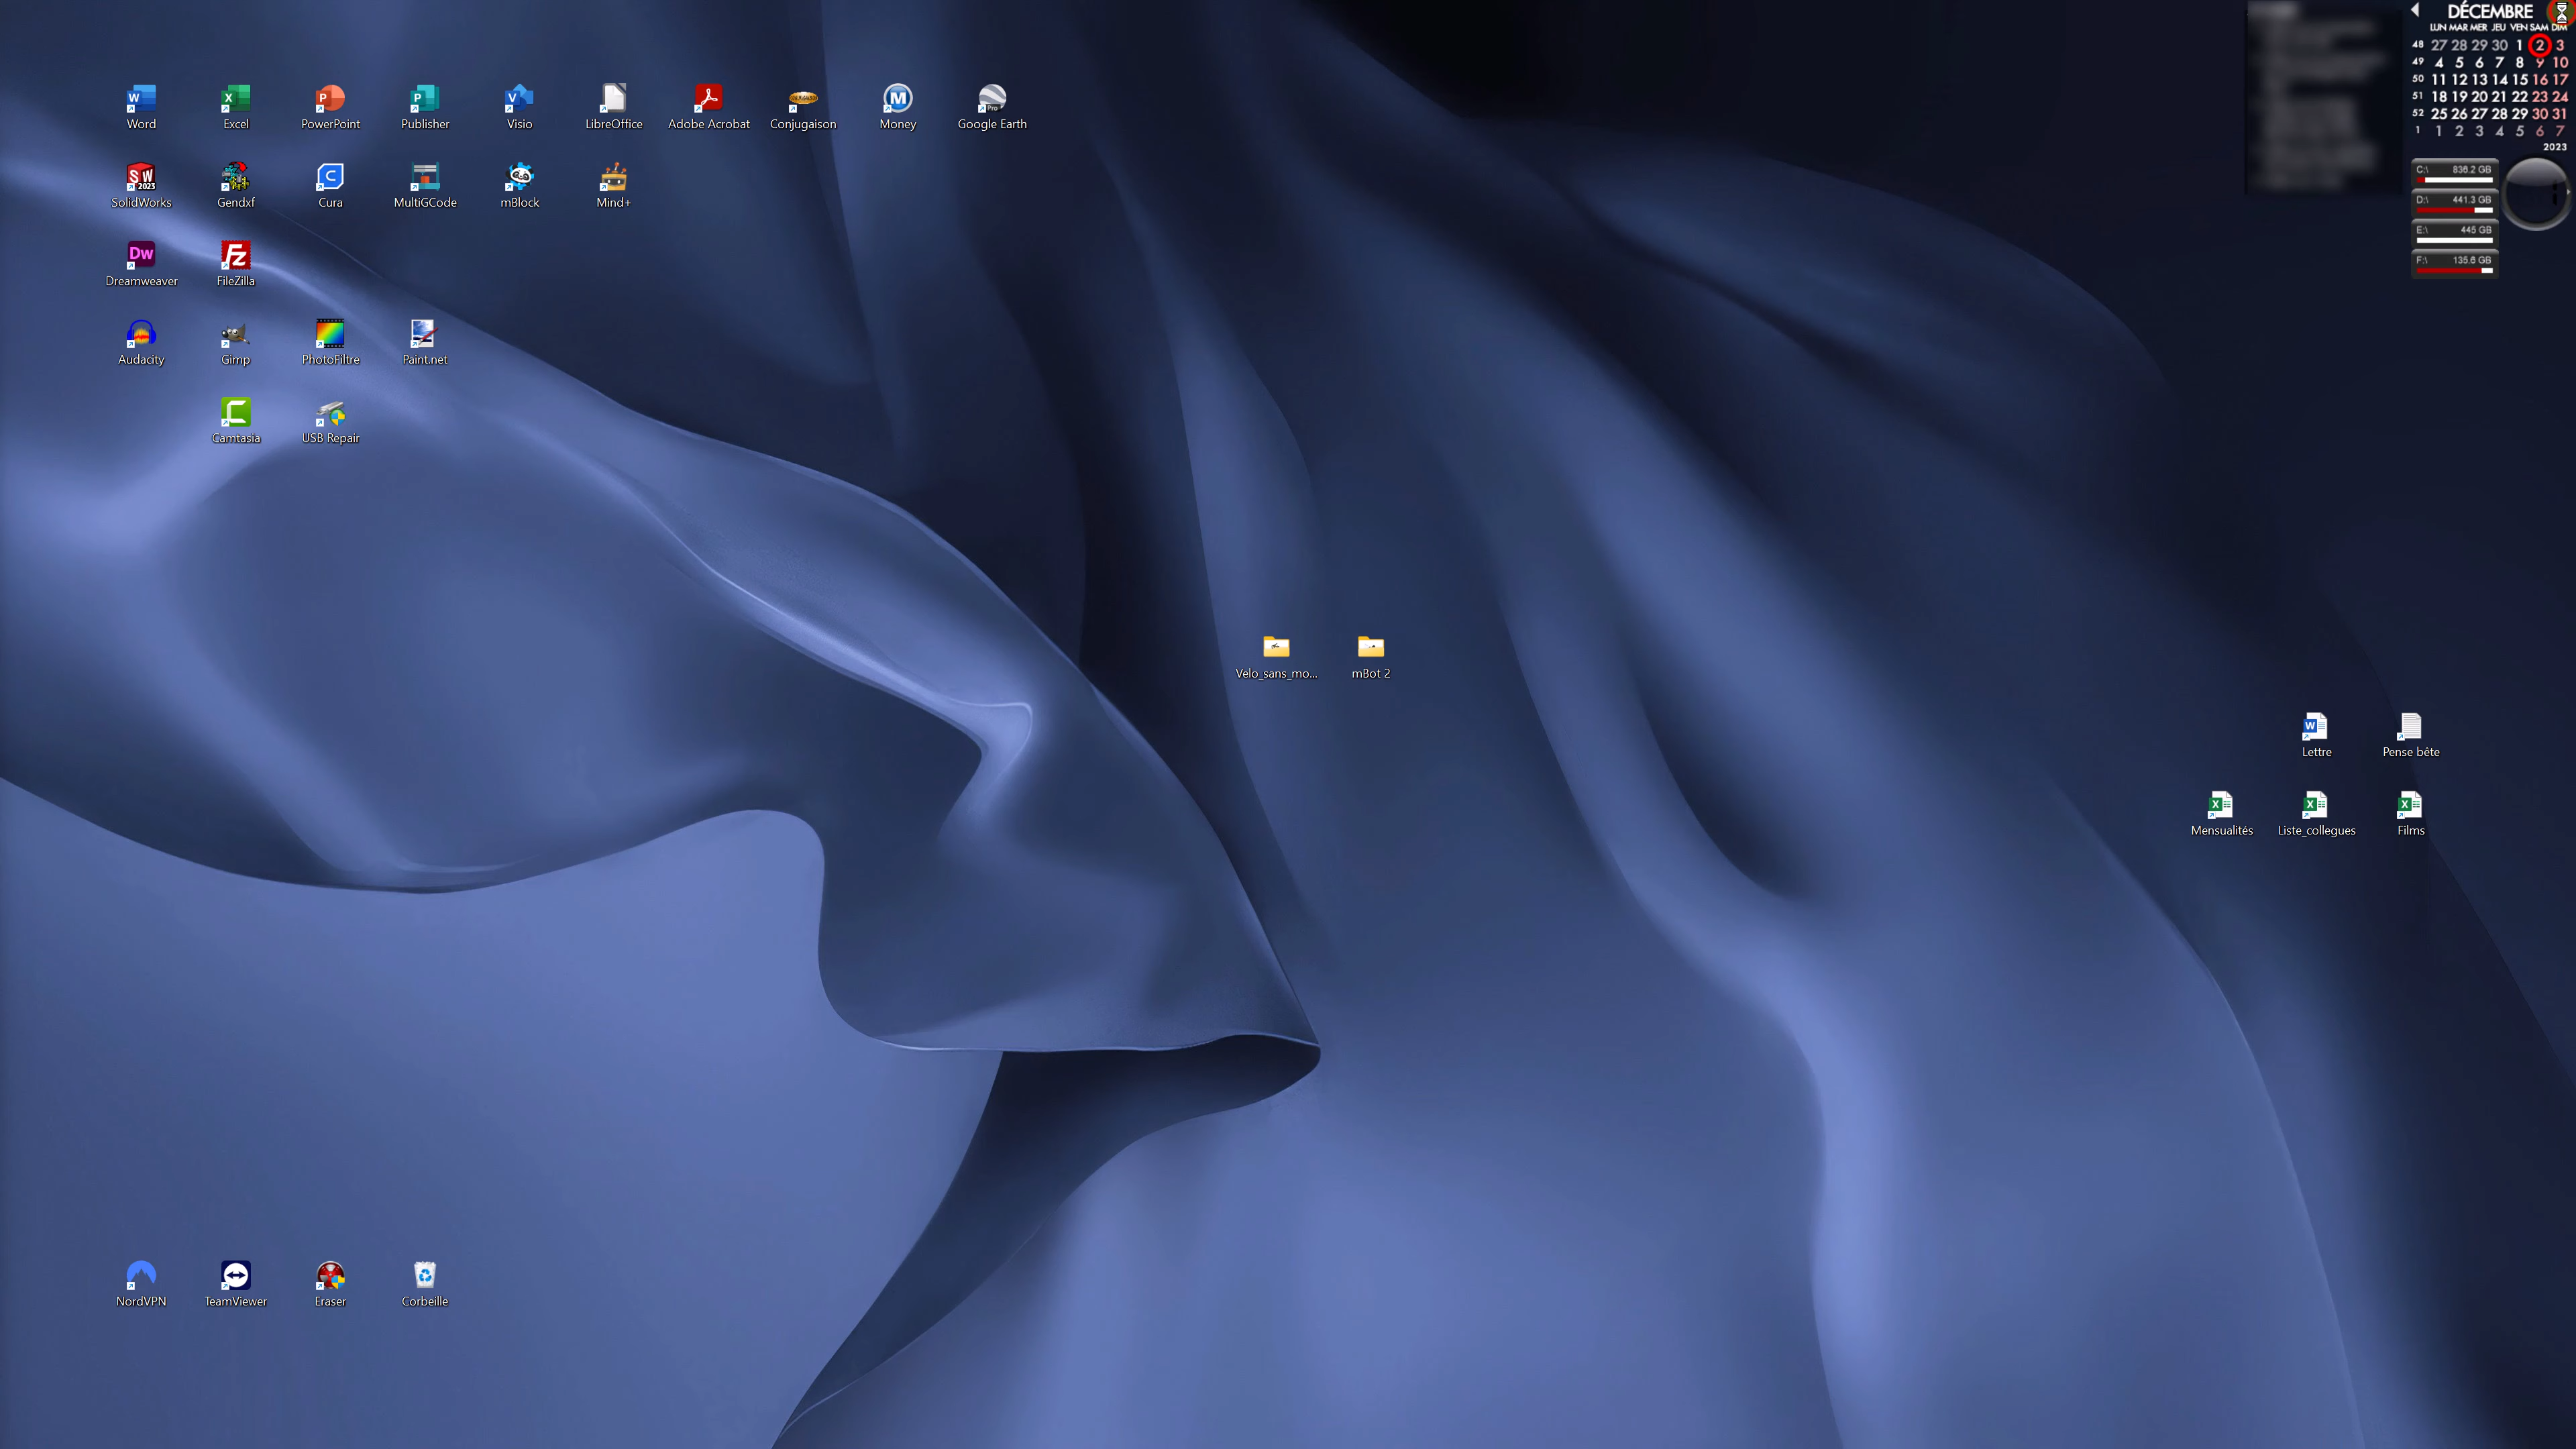 DÉCEMBRE
LUN MAR MER JEU VEN SAM DIM
48 27 28 29 30 1 2 3
49 4 5 6 7 8 9 10
50 11 12 13 14 15 16 17
51 18 19 20 21 22 23 24
52 25 26 27 28 29 30 31
1 1 2 3 4 5 6 7
2023
C:\ 836.2 GB
D:\ 441.3 GB
E:\ 445 GB
F:\ 135.6 GB
Word Excel PowerPoint Publisher Visio LibreOffice Adobe Acrobat Conjugaison Money Google Earth
SolidWorks Gendxf Cura MultiGCode mBlock Mind+
Dreamweaver FileZilla
Audacity Gimp PhotoFiltre Paint.net
Camtasia USB Repair
Velo_sans_mo... mBot 2
Lettre Pense bête
Mensualités Liste_collegues Films
NordVPN TeamViewer Eraser Corbeille